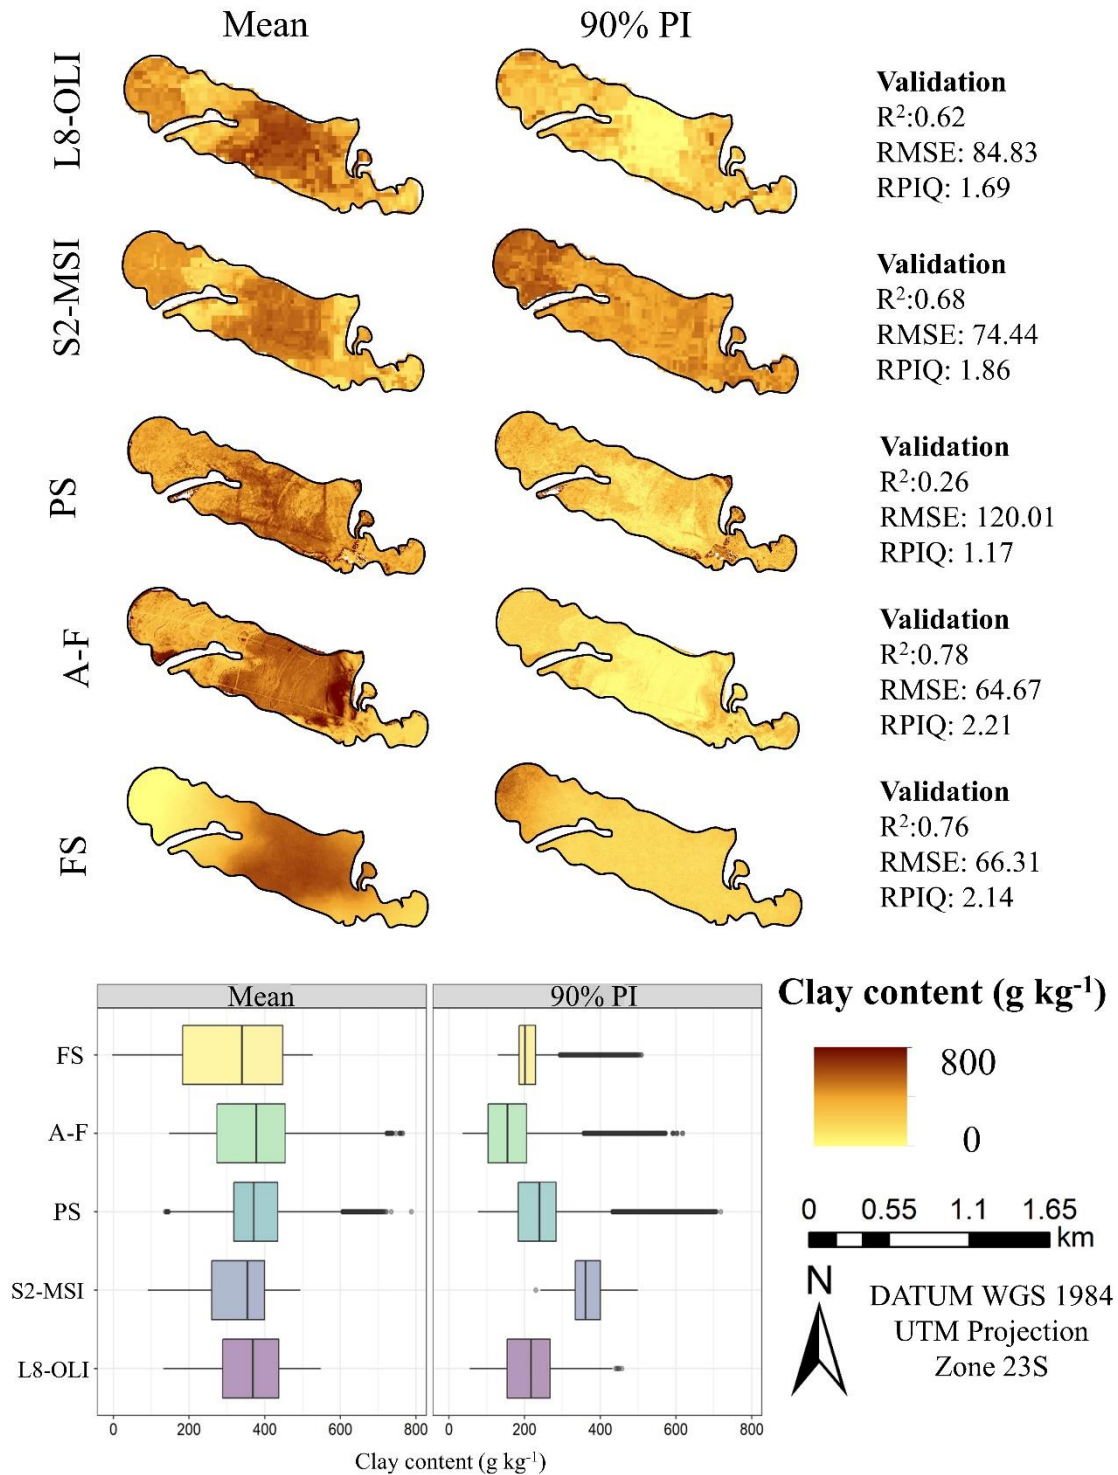 Mean
90% PI
L8-OLI
Validation
R²:0.62
RMSE: 84.83
RPIQ: 1.69
S2-MSI
Validation
R²:0.68
RMSE: 74.44
RPIQ: 1.86
PS
Validation
R²:0.26
RMSE: 120.01
RPIQ: 1.17
A-F
Validation
R²:0.78
RMSE: 64.67
RPIQ: 2.21
FS
Validation
R²:0.76
RMSE: 66.31
RPIQ: 2.14
Mean
90% PI
FS
A-F
PS
S2-MSI
L8-OLI
0 200 400 600 800
0 200 400 600 800
Clay content (g kg⁻¹)
Clay content (g kg⁻¹)
800
0
0 0.55 1.1 1.65
km
N
DATUM WGS 1984
UTM Projection
Zone 23S